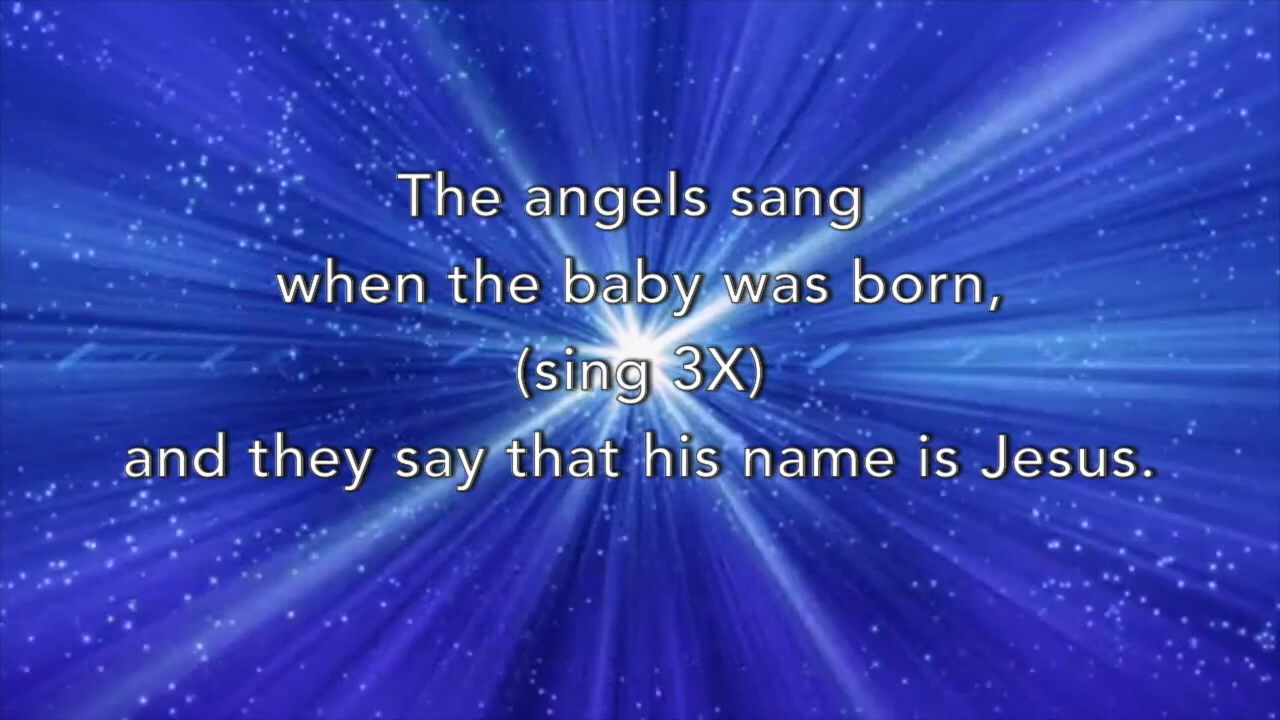 The angels sang
when the baby was born,
(sing 3X)
and they say that his name is Jesus.